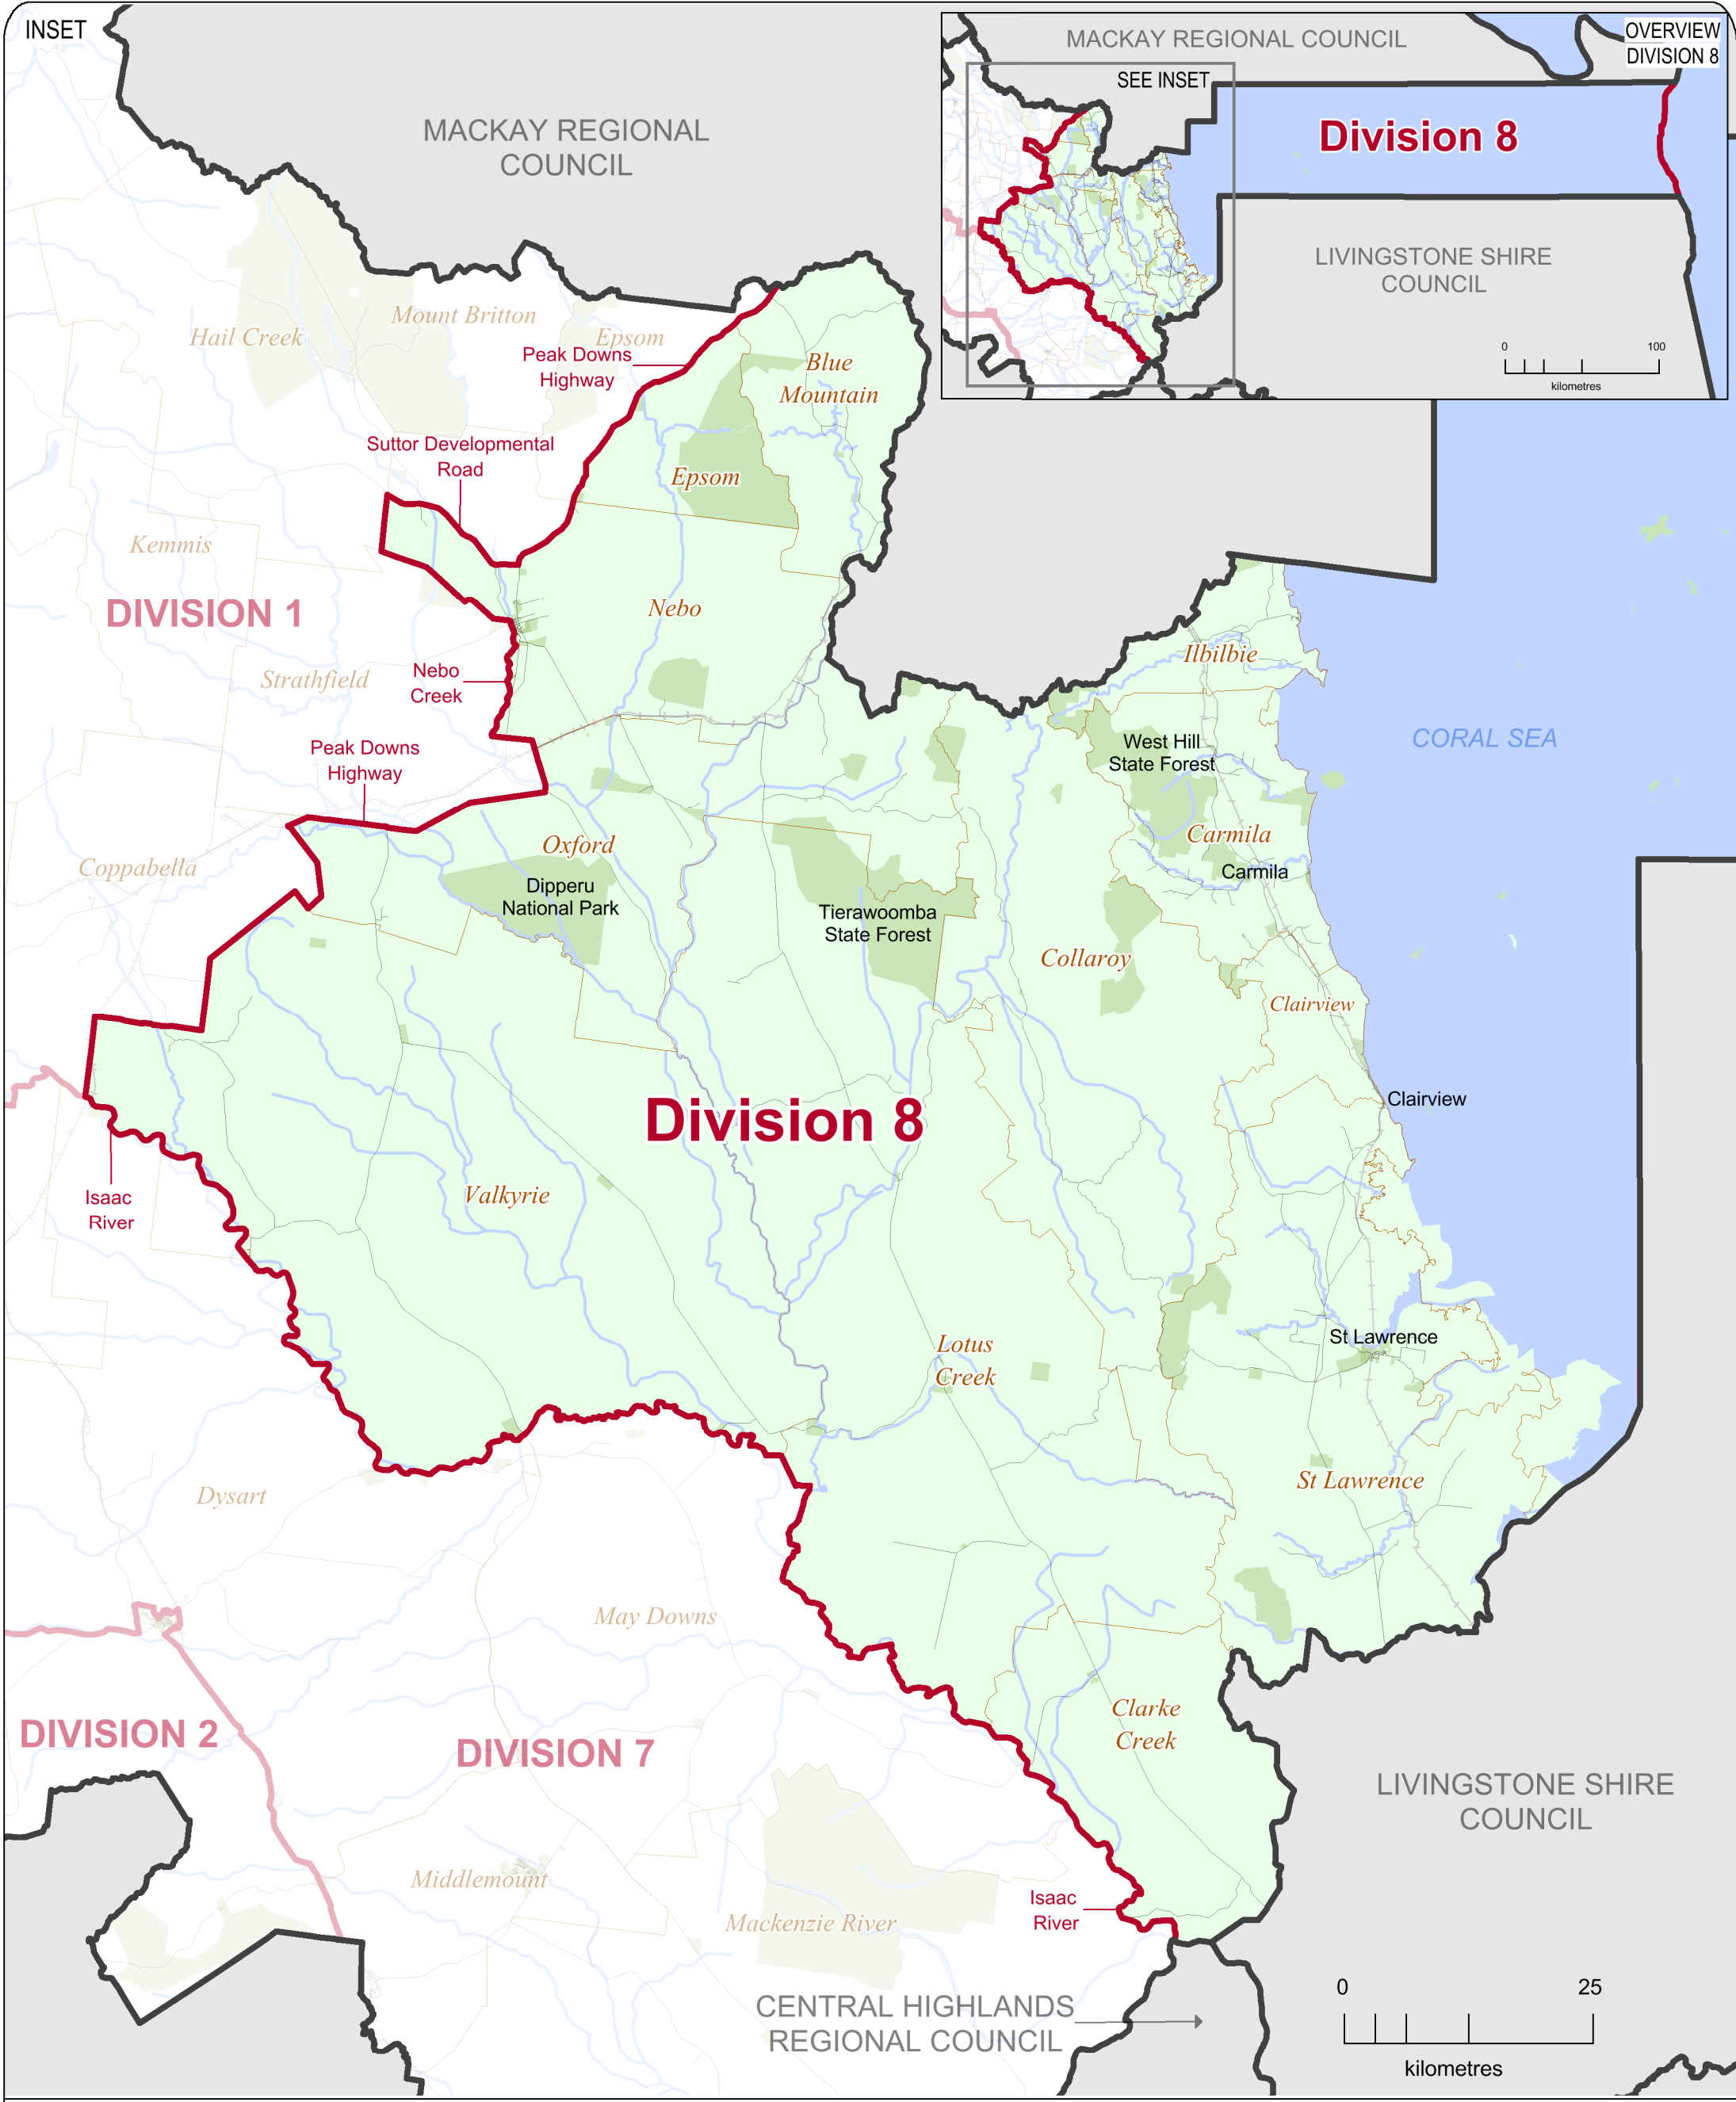 INSET
MACKAY REGIONAL COUNCIL
OVERVIEW
DIVISION 8
SEE INSET
Division 8
LIVINGSTONE SHIRE
COUNCIL
0 100
kilometres
MACKAY REGIONAL
COUNCIL
Hail Creek
Mount Britton
Epsom
Peak Downs
Highway
Blue
Mountain
Suttor Developmental
Road
Epsom
Kemmis
DIVISION 1
Nebo
Ilbilbie
Strathfield
Nebo
Creek
Peak Downs
Highway
West Hill
State Forest
CORAL SEA
Oxford
Carmila
Coppabella
Carmila
Dipperu
National Park
Tierawoomba
State Forest
Collaroy
Clairview
Division 8
Clairview
Isaac
River
Valkyrie
St Lawrence
Lotus
Creek
St Lawrence
Dysart
May Downs
DIVISION 2
DIVISION 7
Clarke
Creek
LIVINGSTONE SHIRE
COUNCIL
Middlemount
Mackenzie River
Isaac
River
CENTRAL HIGHLANDS
REGIONAL COUNCIL
0 25
kilometres